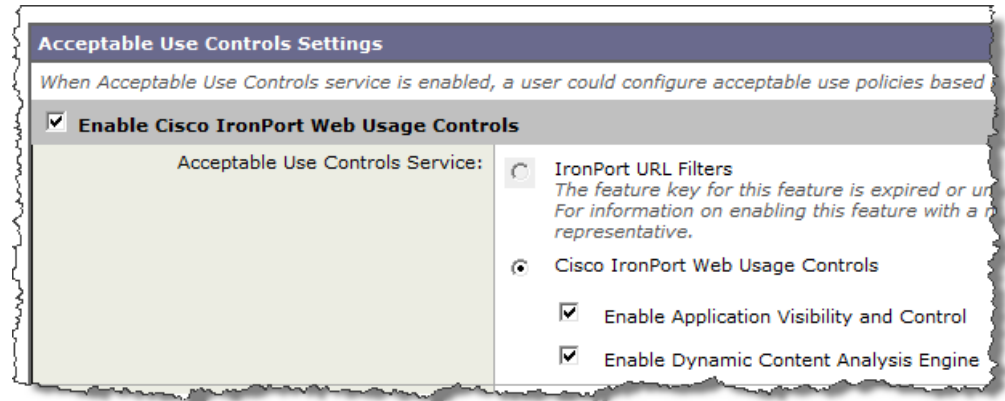 Acceptable Use Controls Settings
When Acceptable Use Controls service is enabled, a user could configure acceptable use policies based
Enable Cisco IronPort Web Usage Controls
Acceptable Use Controls Service:
IronPort URL Filters
The feature key for this feature is expired or
For information on enabling this feature with a
representative.
Cisco IronPort Web Usage Controls
Enable Application Visibility and Control
Enable Dynamic Content Analysis Engine